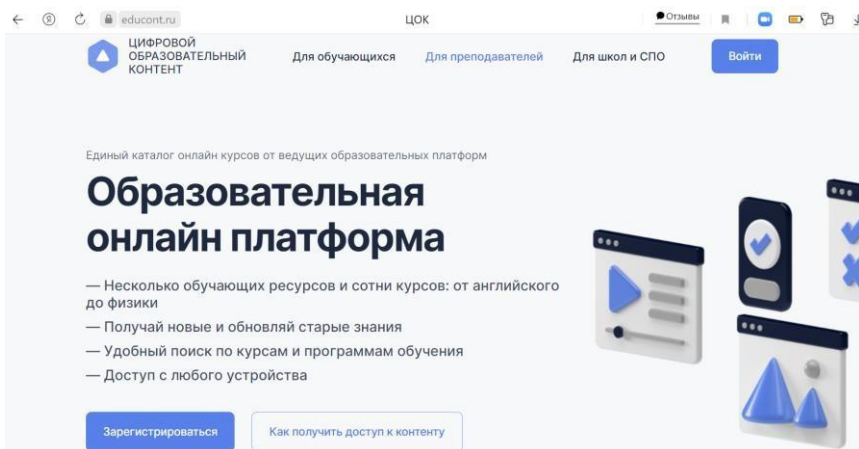 educont.ru
ЦОК
Отзывы
ЦИФРОВОЙ
ОБРАЗОВАТЕЛЬНЫЙ
КОНТЕНТ
Для обучающихся
Для преподавателей
Для школ и СПО
Войти
Единый каталог онлайн курсов от ведущих образовательных платформ
Образовательная
онлайн платформа
— Несколько обучающих ресурсов и сотни курсов: от английского
до физики
— Получай новые и обновляй старые знания
— Удобный поиск по курсам и программам обучения
— Доступ с любого устройства
Зарегистрироваться
Как получить доступ к контенту